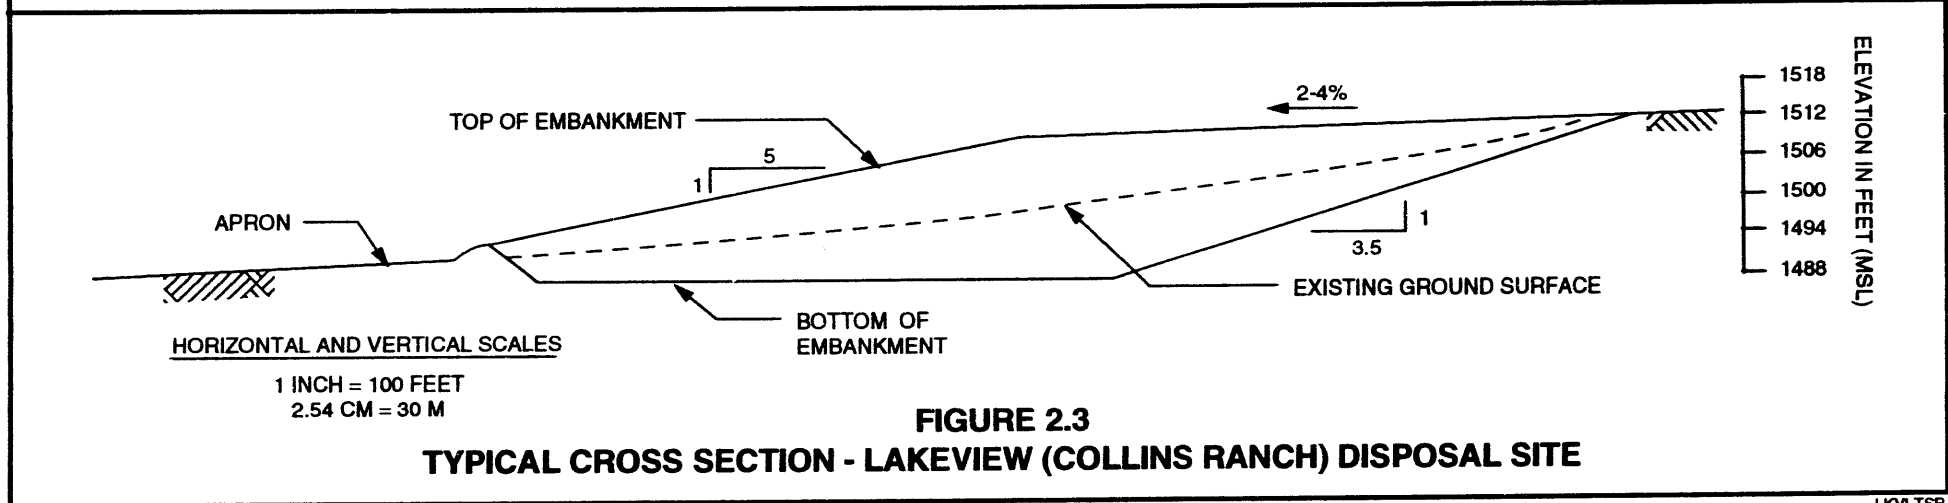 2-4%
1518
TOP OF EMBANKMENT
1512
5
1506
1
1500
APRON
1
1494
3.5
1488
ELEVATION IN FEET (MSL)
EXISTING GROUND SURFACE
BOTTOM OF
EMBANKMENT
HORIZONTAL AND VERTICAL SCALES
1 INCH = 100 FEET
2.54 CM = 30 M
FIGURE 2.3
TYPICAL CROSS SECTION - LAKEVIEW (COLLINS RANCH) DISPOSAL SITE